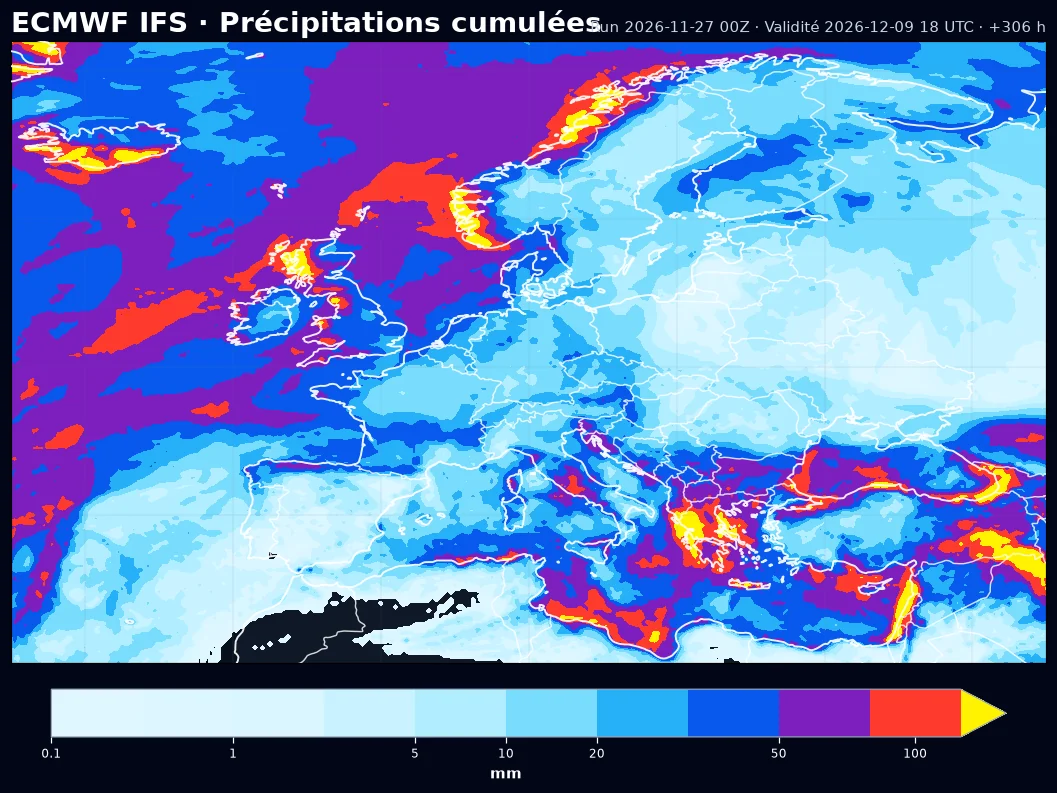 ECMWF IFS · Précipitations cumulées
Run 2026-11-27 00Z · Validité 2026-12-09 18 UTC · +306 h
0.1 1 5 10 20 50 100
mm